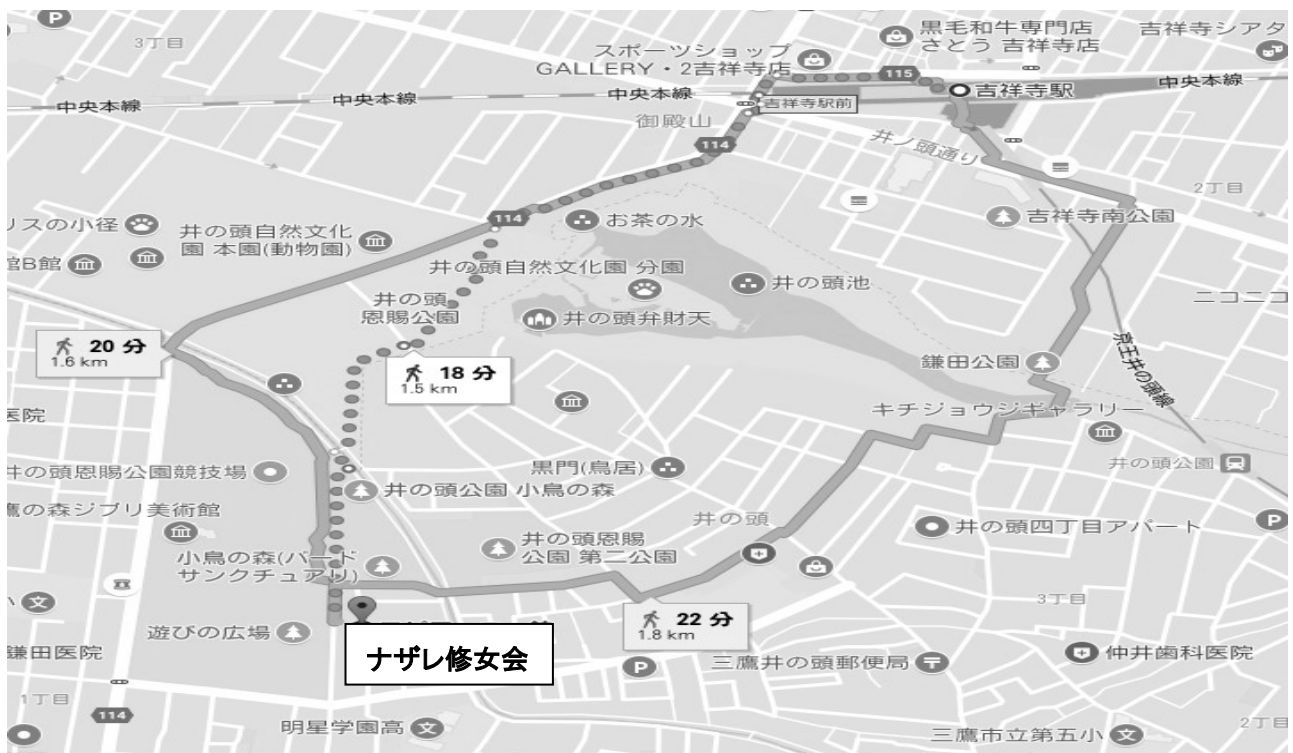 P
3丁目
スポーツショップ
GALLERY・2吉祥寺店
黒毛和牛専門店
さとう 吉祥寺店
吉祥寺シアタ
115
吉祥寺駅
中央本線
中央本線
中央本線
中央本線
吉祥寺駅前
御殿山
114
井ノ頭通り
2丁目
リスの小径
114
お茶の水
吉祥寺南公園
井の頭自然文化
園 本園(動物園)
館B館
井の頭自然文化園 分園
井の頭池
井の頭
恩賜公園
井の頭弁財天
ニコニコ
20 分
1.6 km
18 分
1.5 km
鎌田公園
京王井の頭線
キチジョウジギャラリー
医院
井の頭恩賜公園競技場
黒門(鳥居)
井の頭公園
井の頭公園 小鳥の森
鷹の森ジブリ美術館
井の頭
井の頭四丁目アパート
P
井の頭恩賜
公園 第二公園
小鳥の森(バード
サンクチュアリ)
3丁目
文
22 分
1.8 km
遊びの広場
ナザレ修女会
鎌田医院
P
三鷹井の頭郵便局
仲井歯科医院
1丁目
114
明星学園高
文
三鷹市立第五小
文
2丁目